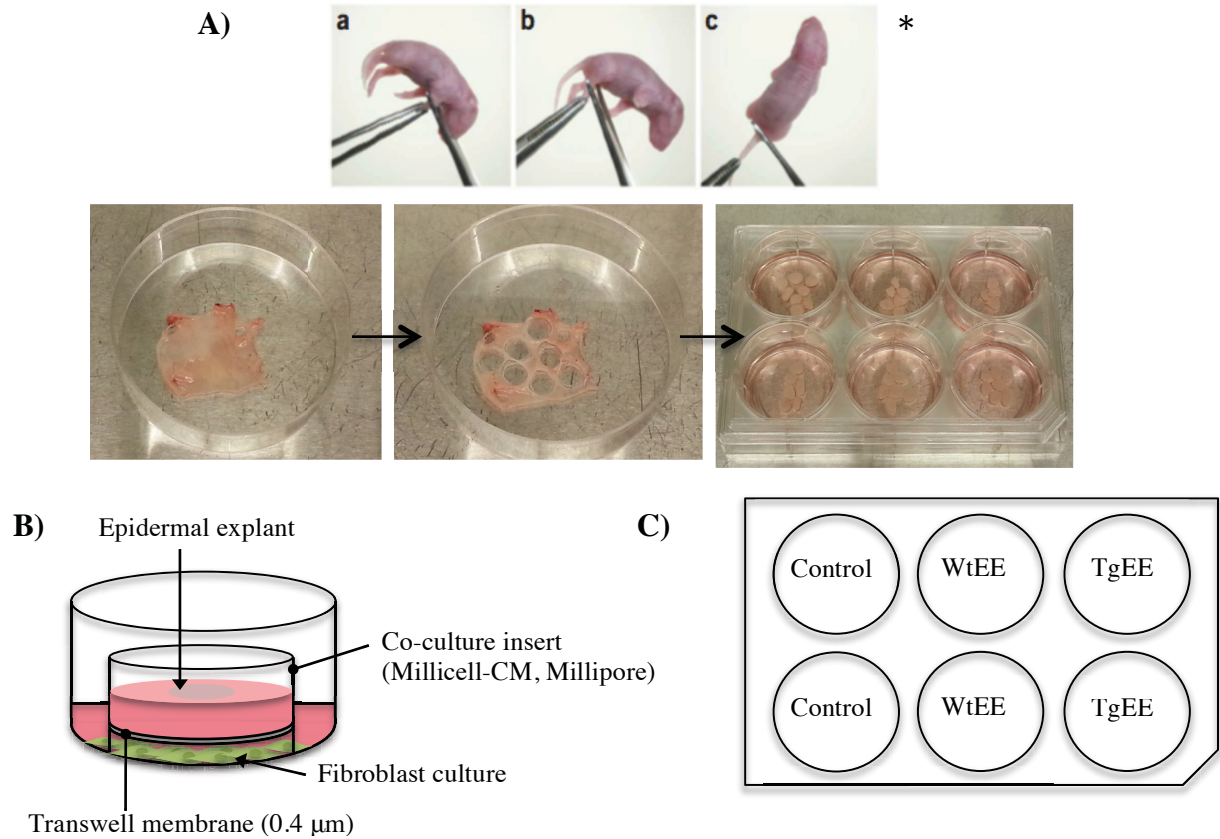 A)
a
b
c
*
B)
Epidermal explant
Co-culture insert
(Millicell-CM, Millipore)
Fibroblast culture
Transwell membrane (0.4 μm)
C)
Control
WtEE
TgEE
Control
WtEE
TgEE